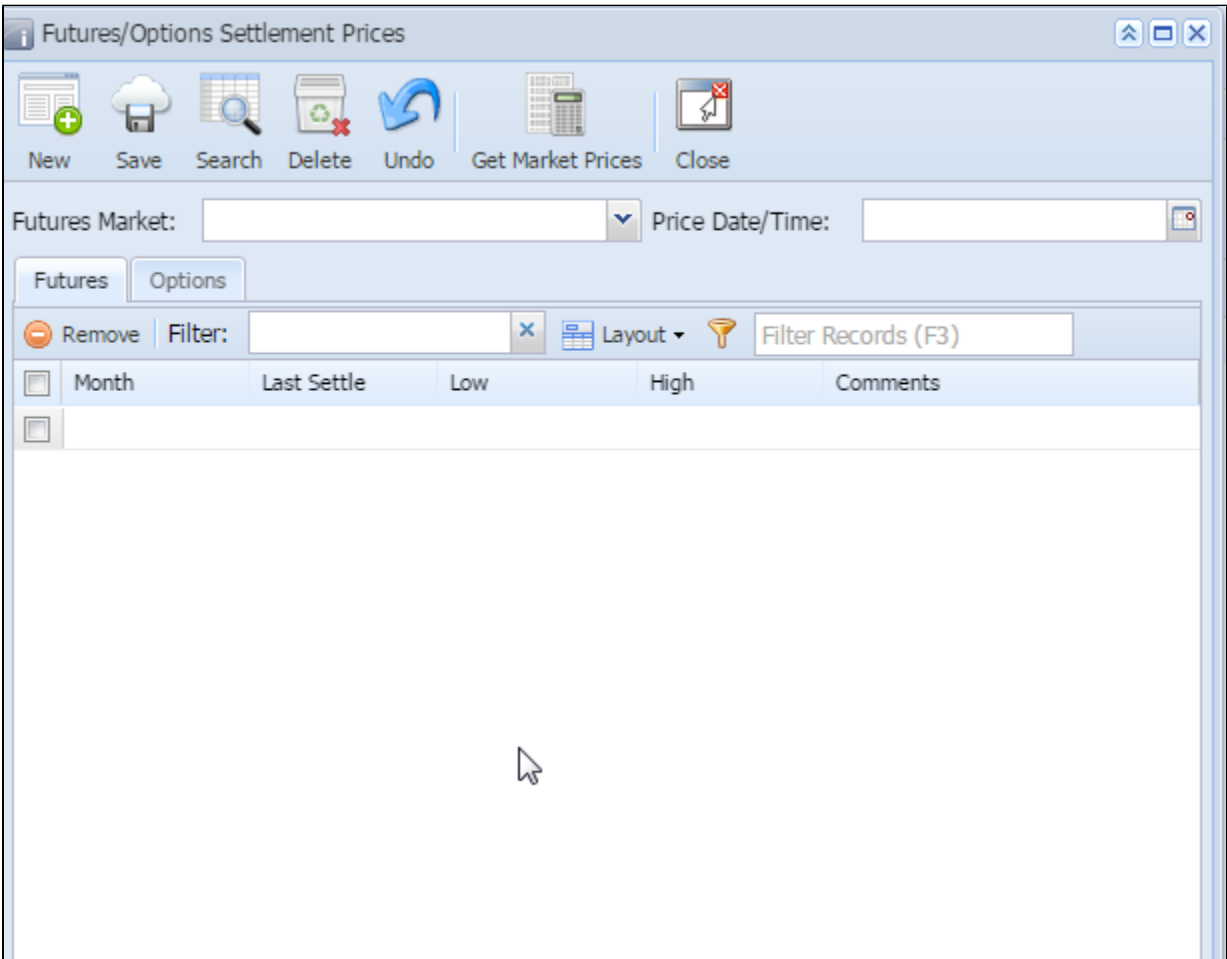 Futures/Options Settlement Prices
New Save Search Delete Undo Get Market Prices Close
Futures Market: Price Date/Time:
Futures Options
Remove Filter: Layout Filter Records (F3)
Month Last Settle Low High Comments